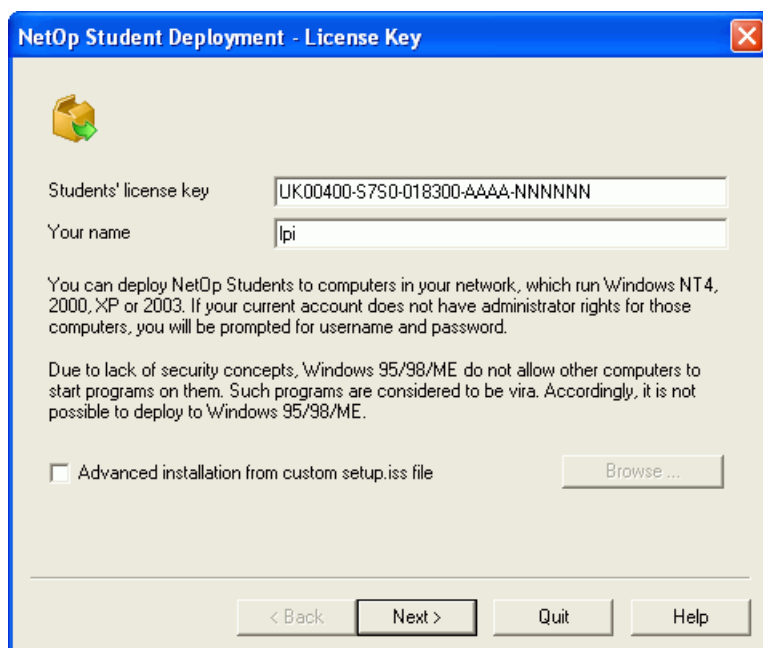 NetOp Student Deployment - License Key
Students' license key UK00400-S7S0-018300-AAAA-NNNNNN
Your name lpi
You can deploy NetOp Students to computers in your network, which run Windows NT4,
2000, XP or 2003. If your current account does not have administrator rights for those
computers, you will be prompted for username and password.
Due to lack of security concepts, Windows 95/98/ME do not allow other computers to
start programs on them. Such programs are considered to be vira. Accordingly, it is not
possible to deploy to Windows 95/98/ME.
Advanced installation from custom setup.iss file Browse ...
< Back Next > Quit Help